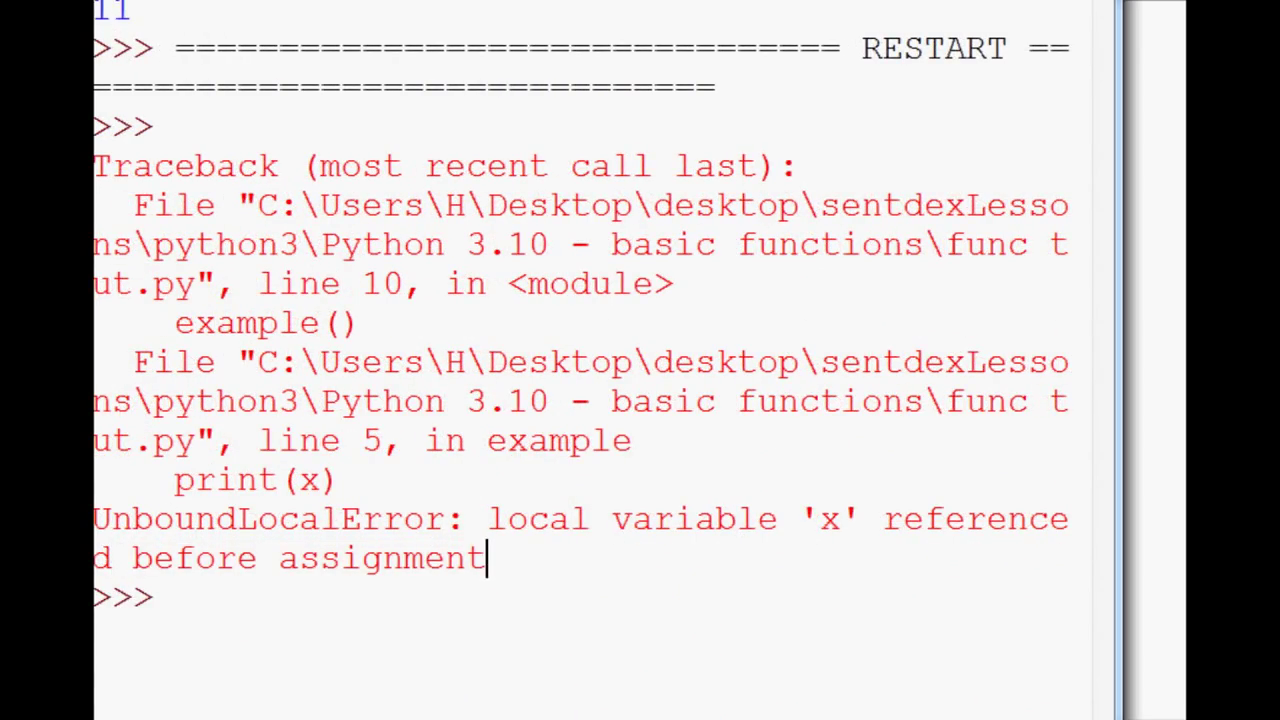 11
>>> ================================ RESTART ==
==============================
>>>
Traceback (most recent call last):
  File "C:\Users\H\Desktop\desktop\sentdexLesso
ns\python3\Python 3.10 - basic functions\func t
ut.py", line 10, in <module>
    example()
  File "C:\Users\H\Desktop\desktop\sentdexLesso
ns\python3\Python 3.10 - basic functions\func t
ut.py", line 5, in example
    print(x)
UnboundLocalError: local variable 'x' reference
d before assignment
>>>